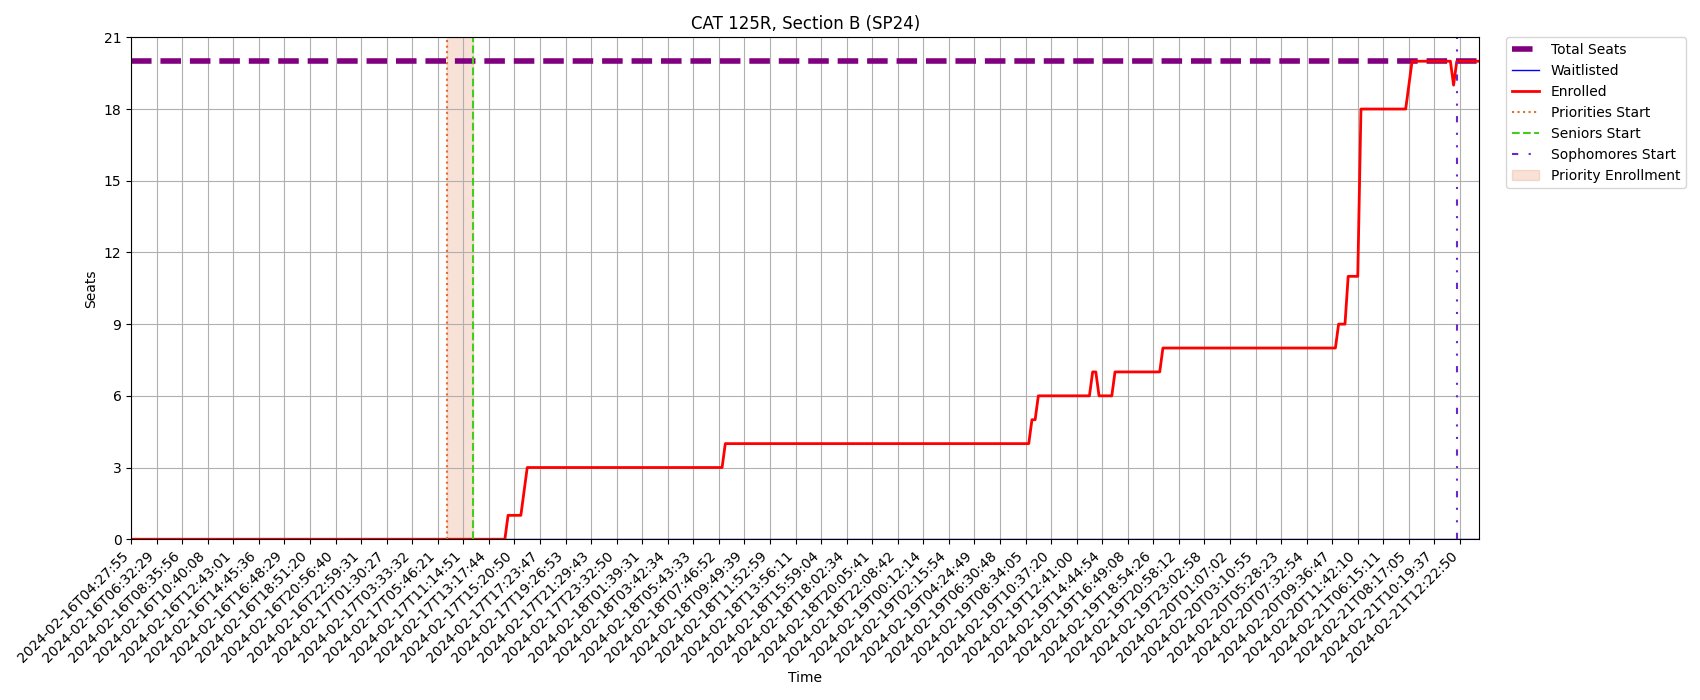 CAT 125R, Section B (SP24)
Seats
21
18
15
12
9
6
3
0
2024-02-16T04:27:55
2024-02-16T06:32:29
2024-02-16T08:35:56
2024-02-16T10:40:08
2024-02-16T12:43:01
2024-02-16T14:45:36
2024-02-16T16:48:29
2024-02-16T18:51:20
2024-02-16T20:56:40
2024-02-16T22:59:31
2024-02-17T01:30:27
2024-02-17T03:33:32
2024-02-17T05:46:21
2024-02-17T11:14:51
2024-02-17T13:17:44
2024-02-17T15:20:50
2024-02-17T17:23:47
2024-02-17T19:26:53
2024-02-17T21:29:43
2024-02-17T23:32:50
2024-02-18T01:39:31
2024-02-18T03:42:34
2024-02-18T05:43:33
2024-02-18T07:46:52
2024-02-18T09:49:39
2024-02-18T11:52:59
2024-02-18T13:56:11
2024-02-18T15:59:04
2024-02-18T18:02:34
2024-02-18T20:05:41
2024-02-18T22:08:42
2024-02-19T00:12:14
2024-02-19T02:15:54
2024-02-19T04:24:49
2024-02-19T06:30:48
2024-02-19T08:34:05
2024-02-19T10:37:20
2024-02-19T12:41:00
2024-02-19T14:44:54
2024-02-19T16:49:08
2024-02-19T18:54:26
2024-02-19T20:58:12
2024-02-19T23:02:58
2024-02-20T01:07:02
2024-02-20T03:10:55
2024-02-20T05:28:23
2024-02-20T07:32:54
2024-02-20T09:36:47
2024-02-20T11:42:10
2024-02-21T06:15:11
2024-02-21T08:17:05
2024-02-21T10:19:37
2024-02-21T12:22:50
Time
Total Seats
Waitlisted
Enrolled
Priorities Start
Seniors Start
Sophomores Start
Priority Enrollment